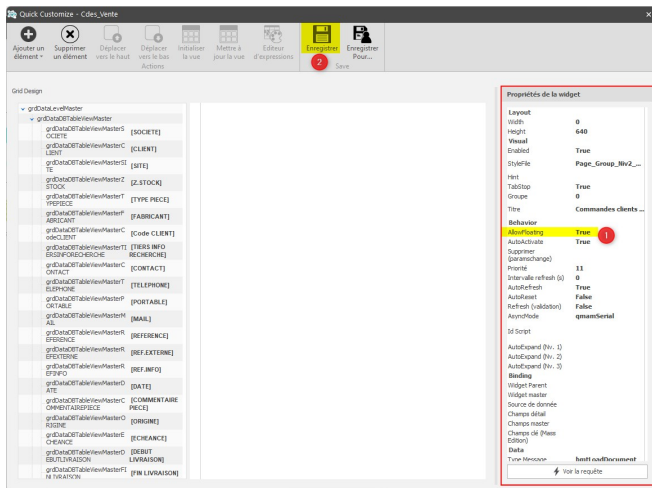 Quick Customize - Cdes_Vente
Ajouter un élément
Supprimer un élément
Déplacer vers le haut
Déplacer vers le bas
Initialiser la vue
Mettre à jour la vue
Editeur d'expressions
Enregistrer
Enregistrer Pour...
Actions
2
Save
Grid Design
grdDataLevelMaster
grdDataDBTableViewMaster
grdDataDBTableViewMasterS
OCIETE
[SOCIETE]
grdDataDBTableViewMasterC
LIENT
[CLIENT]
grdDataDBTableViewMasterSI
TE
[SITE]
grdDataDBTableViewMasterZ
STOCK
[Z.STOCK]
grdDataDBTableViewMasterT
YPEPIECE
[TYPE PIECE]
grdDataDBTableViewMasterF
ABRICANT
[FABRICANT]
grdDataDBTableViewMasterC
odeCLIENT
[Code CLIENT]
grdDataDBTableViewMasterTI
ERSINFORECHERCHE
[TIERS INFO
RECHERCHE]
grdDataDBTableViewMasterC
ONTACT
[CONTACT]
grdDataDBTableViewMasterT
ELEPHONE
[TELEPHONE]
grdDataDBTableViewMasterP
ORTABLE
[PORTABLE]
grdDataDBTableViewMasterM
AIL
[MAIL]
grdDataDBTableViewMasterR
EFERENCE
[REFERENCE]
grdDataDBTableViewMasterR
EFEXTERNE
[REF.EXTERNE]
grdDataDBTableViewMasterR
EFINFO
[REF.INFO]
grdDataDBTableViewMasterD
ATE
[DATE]
grdDataDBTableViewMasterC
OMMENTAIREPIECE
[COMMENTAIRE
PIECE]
grdDataDBTableViewMasterO
RIGINE
[ORIGINE]
grdDataDBTableViewMasterE
CHEANCE
[ECHEANCE]
grdDataDBTableViewMasterD
EBUTLIVRAISON
[DEBUT
LIVRAISON]
grdDataDBTableViewMasterFI
NLIVRAISON
[FIN LIVRAISON]
Propriétés de la widget
Layout
Width 0
Height 640
Visual
Enabled True
StyleFile Page_Group_Niv2_...
Hint
TabStop True
Groupe 0
Titre Commandes clients ...
Behavior
AllowFloating True 1
AutoActivate True
Supprimer
(paramschange)
Priorité 11
Intervalle refresh (s) 0
AutoRefresh True
AutoReset False
Refresh (validation) False
AsyncMode qmamSerial
Id Script
AutoExpand (Nv. 1)
AutoExpand (Nv. 2)
AutoExpand (Nv. 3)
Binding
Widget Parent
Widget master
Source de donnée
Champs détail
Champs master
Champs clé (Mass
Edition)
Data
Type Message bmtLoadDocument
Voir la requête